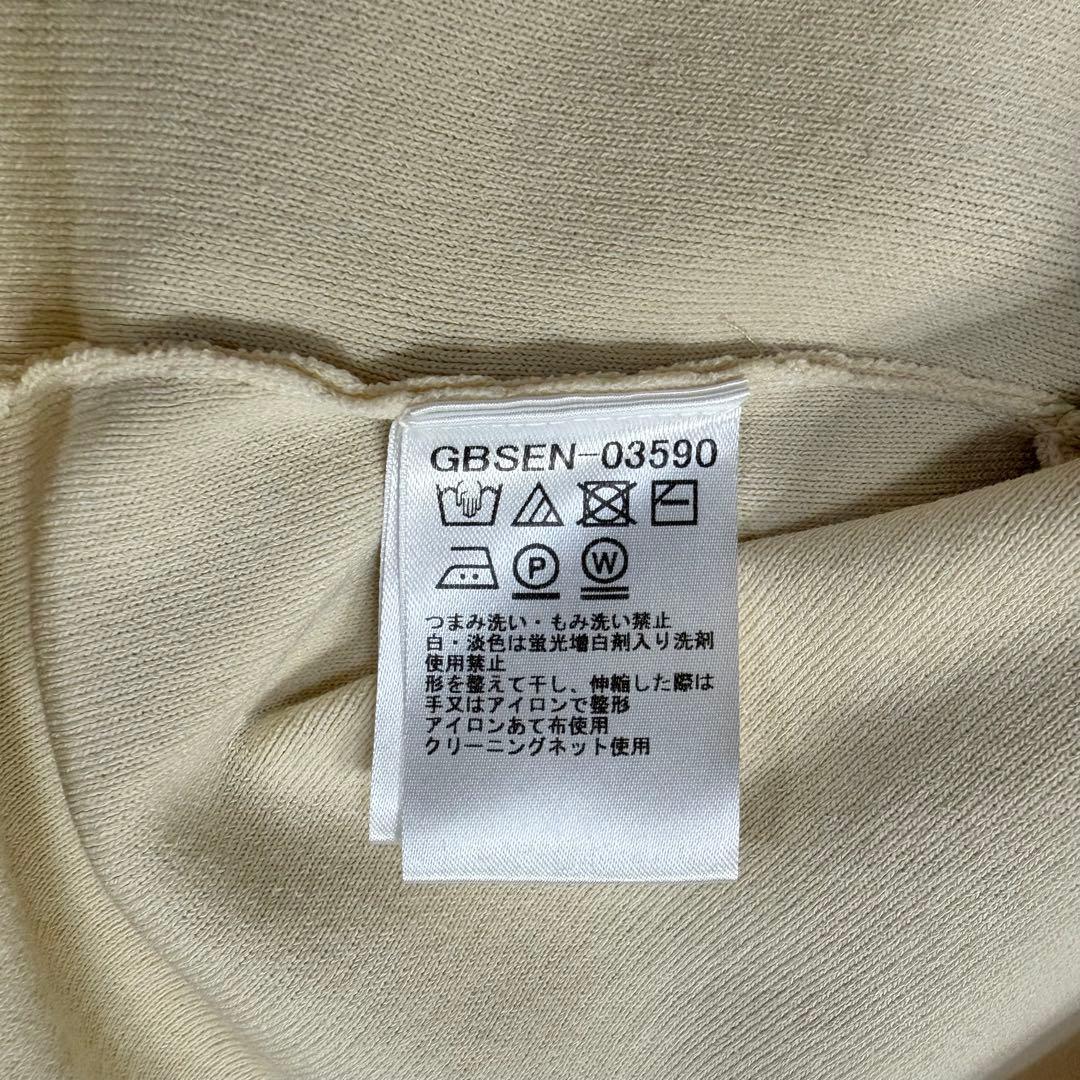 GBSEN-03590
P W
つまみ洗い・もみ洗い禁止
白・淡色は蛍光増白剤入り洗剤
使用禁止
形を整えて干し、伸縮した際は
手又はアイロンで整形
アイロンあて布使用
クリーニングネット使用